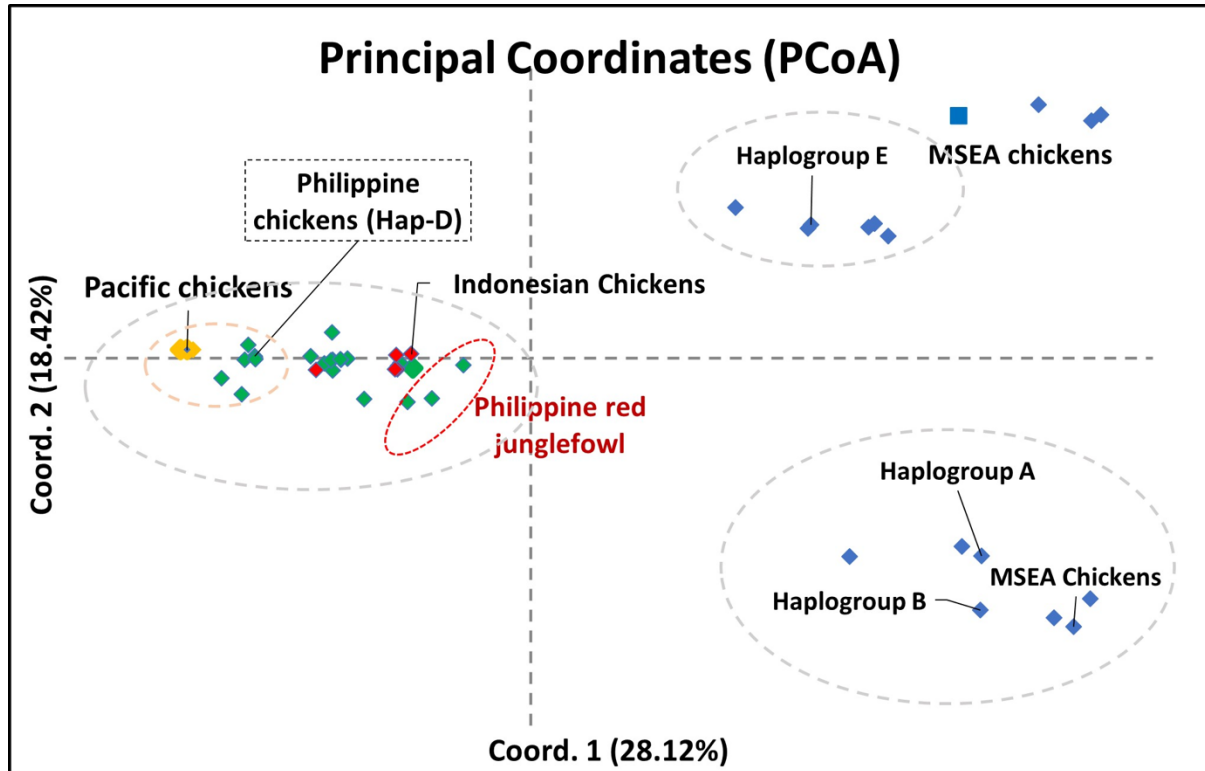 Principal Coordinates (PCoA)
Haplogroup E
MSEA chickens
Philippine
chickens (Hap-D)
Pacific chickens
Indonesian Chickens
Philippine red
junglefowl
Haplogroup A
MSEA Chickens
Haplogroup B
Coord. 2 (18.42%)
Coord. 1 (28.12%)